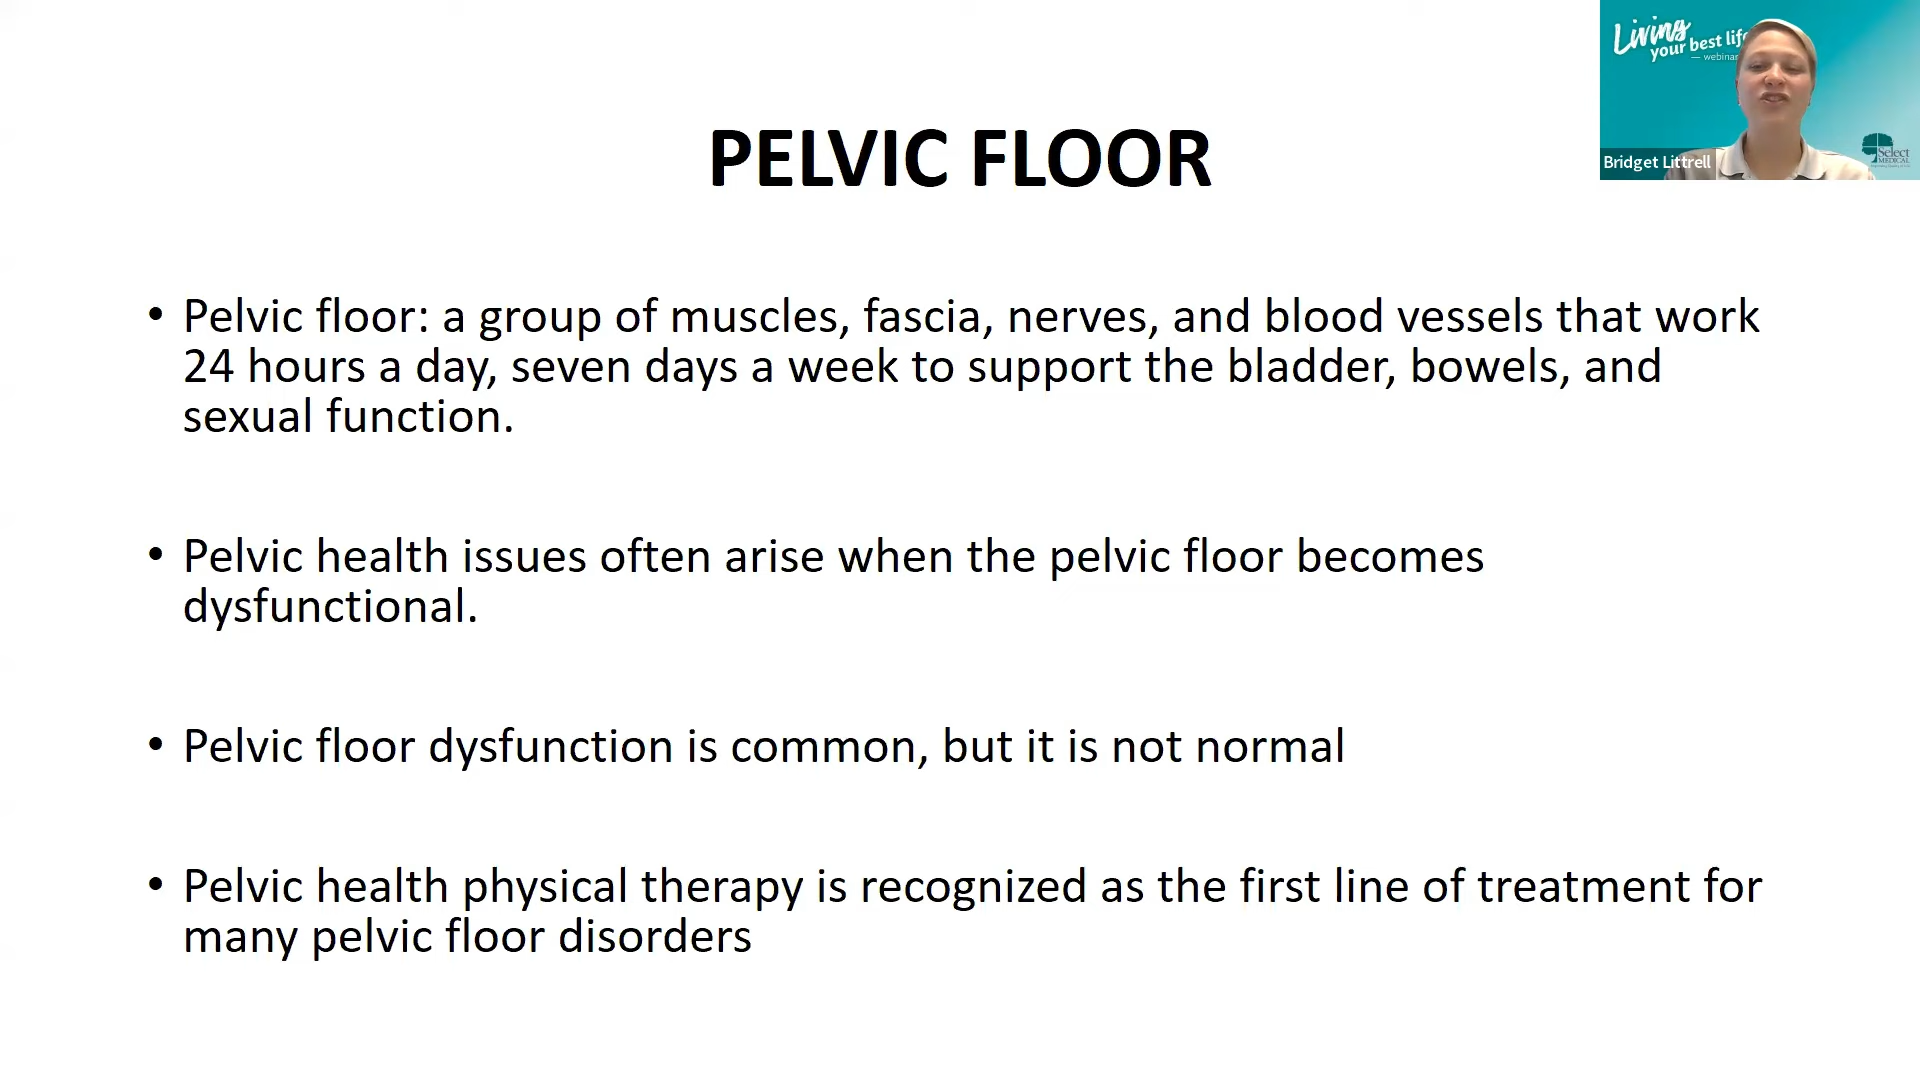 Living
your best life
— webinar
Select
MEDICAL
Bridget Littrell
PELVIC FLOOR
• Pelvic floor: a group of muscles, fascia, nerves, and blood vessels that work
24 hours a day, seven days a week to support the bladder, bowels, and
sexual function.
• Pelvic health issues often arise when the pelvic floor becomes
dysfunctional.
• Pelvic floor dysfunction is common, but it is not normal
• Pelvic health physical therapy is recognized as the first line of treatment for
many pelvic floor disorders